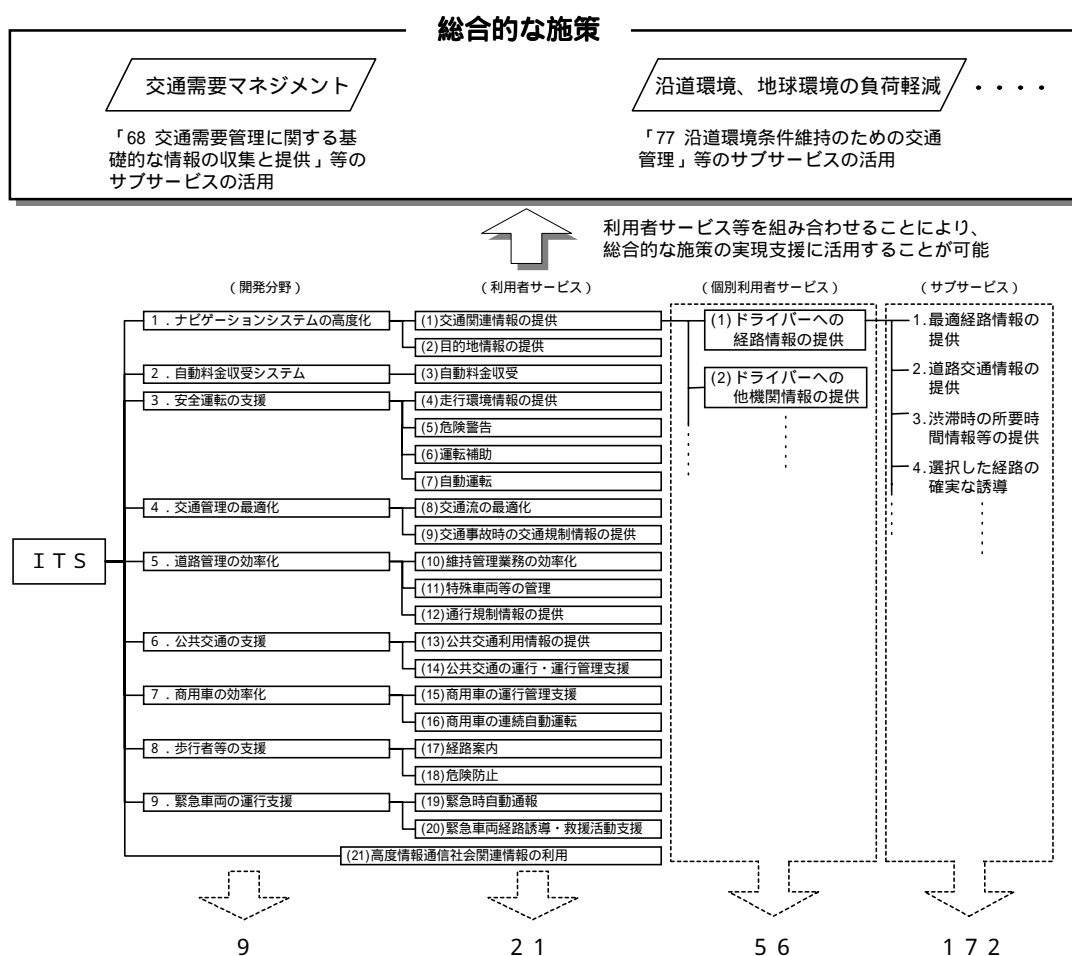 総合的な施策
交通需要マネジメント
沿道環境、地球環境の負荷軽減
・・・・
「68 交通需要管理に関する基
礎的な情報の収集と提供」等の
サブサービスの活用
「77 沿道環境条件維持のための交通
管理」等のサブサービスの活用
利用者サービス等を組み合わせることにより、
総合的な施策の実現支援に活用することが可能
（開発分野）
（利用者サービス）
（個別利用者サービス）
（サブサービス）
ITS
1．ナビゲーションシステムの高度化
(1)交通関連情報の提供
(2)目的地情報の提供
2．自動料金収受システム
(3)自動料金収受
3．安全運転の支援
(4)走行環境情報の提供
(5)危険警告
(6)運転補助
(7)自動運転
4．交通管理の最適化
(8)交通流の最適化
(9)交通事故時の交通規制情報の提供
5．道路管理の効率化
(10)維持管理業務の効率化
(11)特殊車両等の管理
(12)通行規制情報の提供
6．公共交通の支援
(13)公共交通利用情報の提供
(14)公共交通の運行・運行管理支援
7．商用車の効率化
(15)商用車の運行管理支援
(16)商用車の連続自動運転
8．歩行者等の支援
(17)経路案内
(18)危険防止
9．緊急車両の運行支援
(19)緊急時自動通報
(20)緊急車両経路誘導・救援活動支援
(21)高度情報通信社会関連情報の利用
(1)ドライバーへの
経路情報の提供
(2)ドライバーへの
他機関情報の提供
1.最適経路情報の
提供
2.道路交通情報の
提供
3.渋滞時の所要時
間情報等の提供
4.選択した経路の
確実な誘導
9
21
56
172